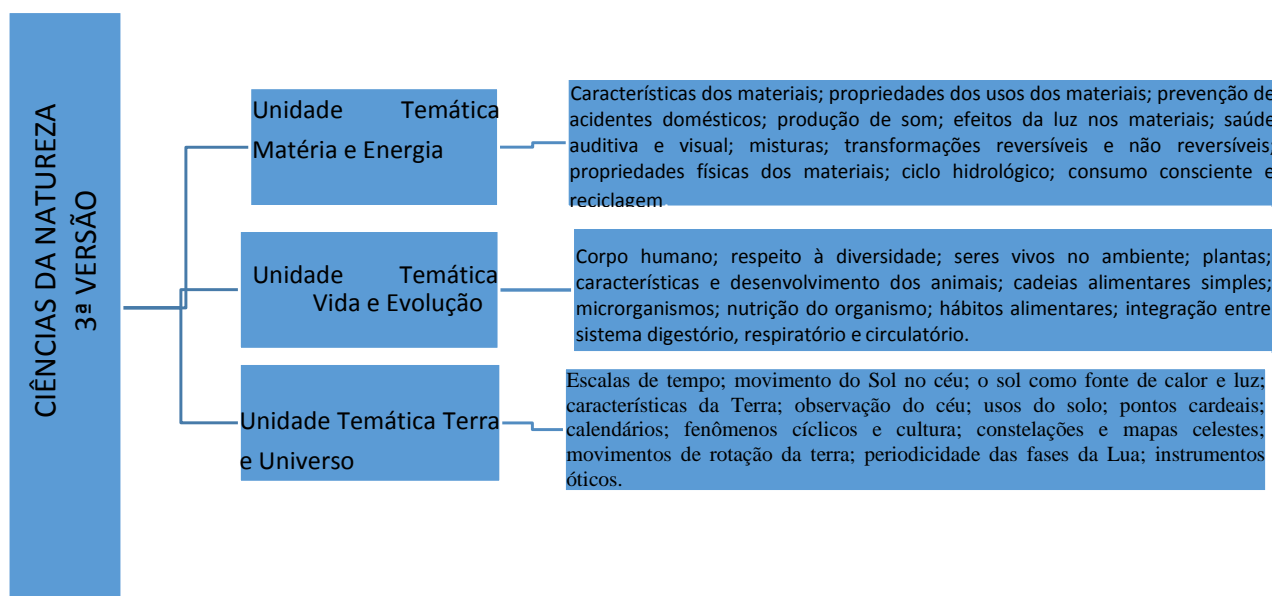 CIÊNCIAS DA NATUREZA
3ª VERSÃO
Unidade Temática
Matéria e Energia
Características dos materiais; propriedades dos usos dos materiais; prevenção de
acidentes domésticos; produção de som; efeitos da luz nos materiais; saúde
auditiva e visual; misturas; transformações reversíveis e não reversíveis;
propriedades físicas dos materiais; ciclo hidrológico; consumo consciente e
reciclagem.
Unidade Temática
Vida e Evolução
Corpo humano; respeito à diversidade; seres vivos no ambiente; plantas;
características e desenvolvimento dos animais; cadeias alimentares simples;
microrganismos; nutrição do organismo; hábitos alimentares; integração entre
sistema digestório, respiratório e circulatório.
Unidade Temática Terra
e Universo
Escalas de tempo; movimento do Sol no céu; o sol como fonte de calor e luz;
características da Terra; observação do céu; usos do solo; pontos cardeais;
calendários; fenômenos cíclicos e cultura; constelações e mapas celestes;
movimentos de rotação da terra; periodicidade das fases da Lua; instrumentos
óticos.